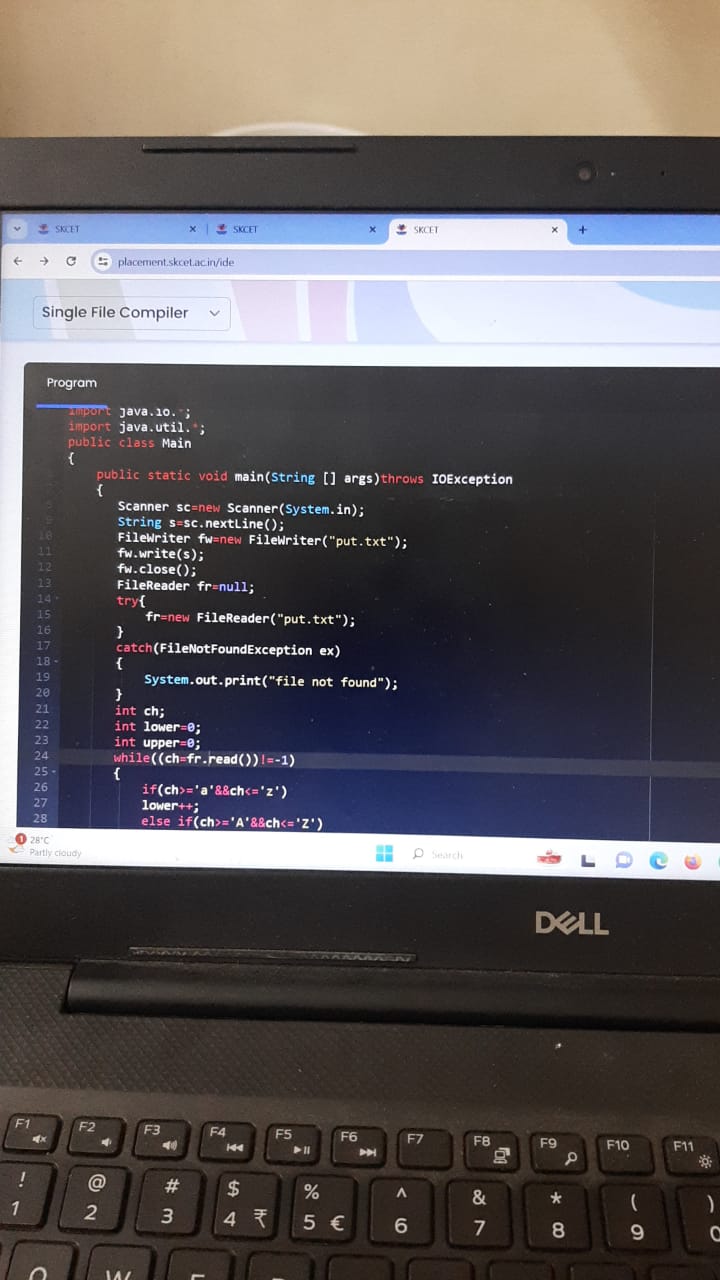 SKCET
SKCET
SKCET
placement.skcet.ac.in/ide
Single File Compiler
Program
import java.io.*;
import java.util.*;
public class Main
{
public static void main(String [] args)throws IOException
{
Scanner sc=new Scanner(System.in);
9 String s=sc.nextLine();
10 FileWriter fw=new FileWriter("put.txt");
11 fw.write(s);
12 fw.close();
13 FileReader fr=null;
14 try{
15 fr=new FileReader("put.txt");
16 }
17 catch(FileNotFoundException ex)
18 {
19 System.out.print("file not found");
20 }
21 int ch;
22 int lower=0;
23 int upper=0;
24 while((ch=fr.read())!=-1)
25 {
26 if(ch>='a'&&ch<='z')
27 lower++;
28 else if(ch>='A'&&ch<='Z')
1 28°C
Partly cloudy
Search
DELL
F1 F2 F3 F4 F5 F6 F7 F8 F9 F10 F11
! @ # $ % ^ & * ( )
1 2 3 4 ₹ 5 € 6 7 8 9